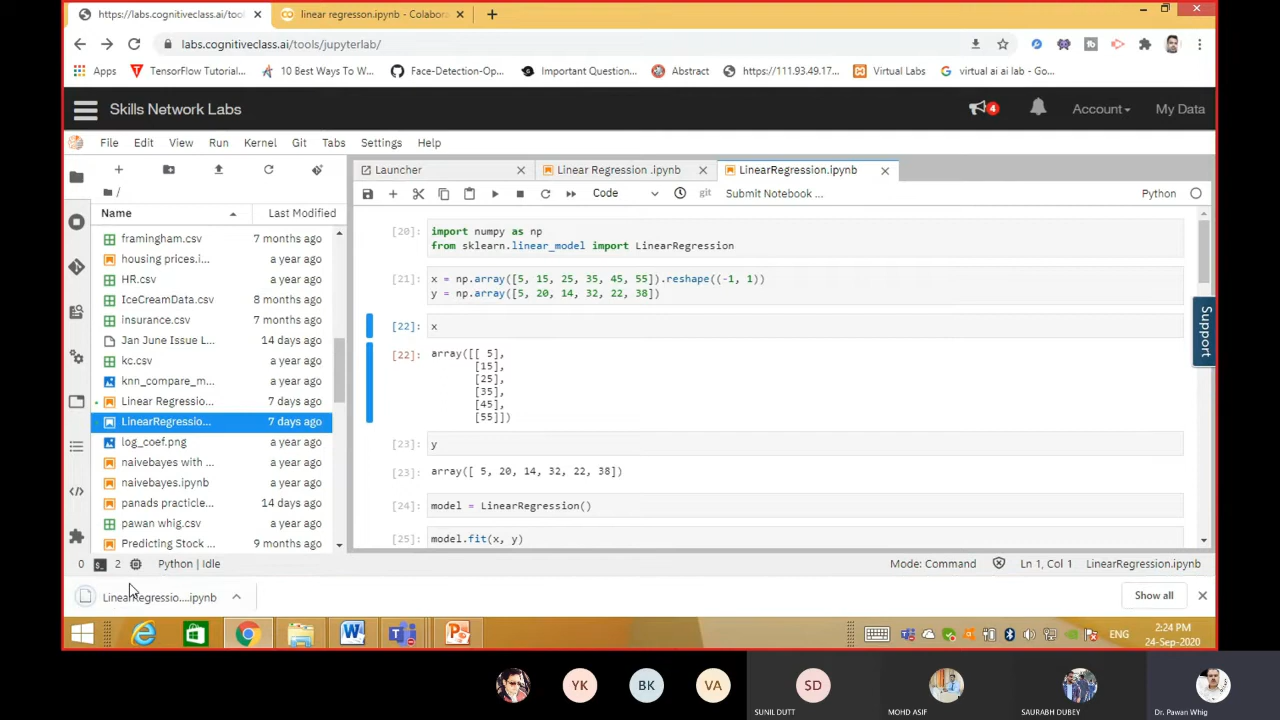 https://labs.cognitiveclass.ai/too
linear regresson.ipynb - Colabora
labs.cognitiveclass.ai/tools/jupyterlab/
Apps
TensorFlow Tutorial...
10 Best Ways To W...
Face-Detection-Op...
Important Question...
Abstract
https://111.93.49.17...
Virtual Labs
virtual ai ai lab - Go...
Skills Network Labs
4
Account
My Data
File Edit View Run Kernel Git Tabs Settings Help
Launcher
Linear Regression .ipynb
LinearRegression.ipynb
/
Code
git
Submit Notebook ...
Python
Name
Last Modified
framingham.csv 7 months ago
housing prices.i... a year ago
HR.csv a year ago
IceCreamData.csv 8 months ago
insurance.csv 7 months ago
Jan June Issue L... 14 days ago
kc.csv a year ago
knn_compare_m... a year ago
Linear Regressio... 7 days ago
LinearRegressio... 7 days ago
log_coef.png a year ago
naivebayes with ... a year ago
naivebayes.ipynb a year ago
panads practicle... 14 days ago
pawan whig.csv a year ago
Predicting Stock ... 9 months ago
[20]: import numpy as np
from sklearn.linear_model import LinearRegression
[21]: x = np.array([5, 15, 25, 35, 45, 55]).reshape((-1, 1))
y = np.array([5, 20, 14, 32, 22, 38])
[22]: x
[22]: array([[ 5],
[15],
[25],
[35],
[45],
[55]])
[23]: y
[23]: array([ 5, 20, 14, 32, 22, 38])
[24]: model = LinearRegression()
[25]: model.fit(x, y)
Support
0
2
Python | Idle
Mode: Command
Ln 1, Col 1
LinearRegression.ipynb
LinearRegressio....ipynb
Show all
ENG
2:24 PM
24-Sep-2020
YK
BK
VA
SD
SUNIL DUTT
MOHD ASIF
SAURABH DUBEY
Dr. Pawan Whig